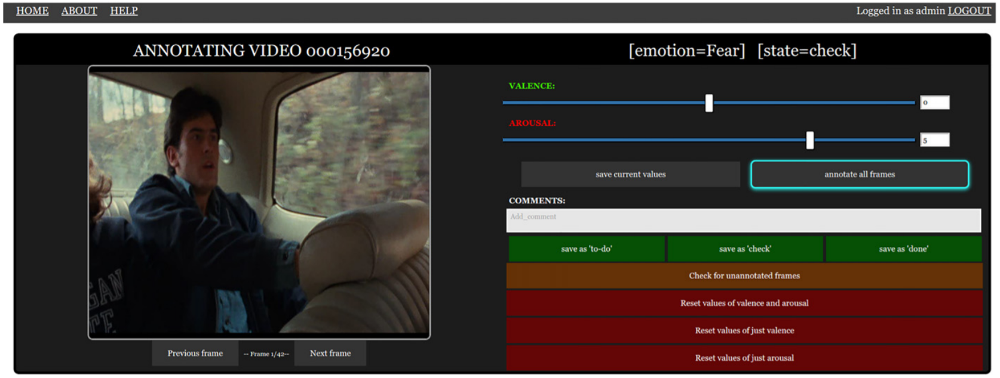 HOME ABOUT HELP
Logged in as admin LOGOUT
ANNOTATING VIDEO 000156920
[emotion=Fear] [state=check]
VALENCE:
0
AROUSAL:
5
save current values
annotate all frames
COMMENTS:
Add_comment
save as 'to-do'
save as 'check'
save as 'done'
Check for unannotated frames
Reset values of valence and arousal
Reset values of just valence
Reset values of just arousal
GAN
TE
Previous frame
-- Frame 1/42--
Next frame